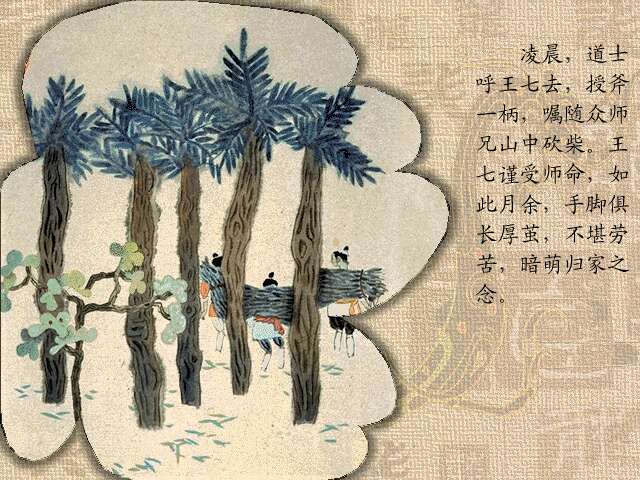 凌晨，道士
呼王七去，授斧
一柄，嘱随众师
兄山中砍柴。王
七谨受师命，如
此月余，手脚俱
长厚茧，不堪劳
苦，暗萌归家之
念。